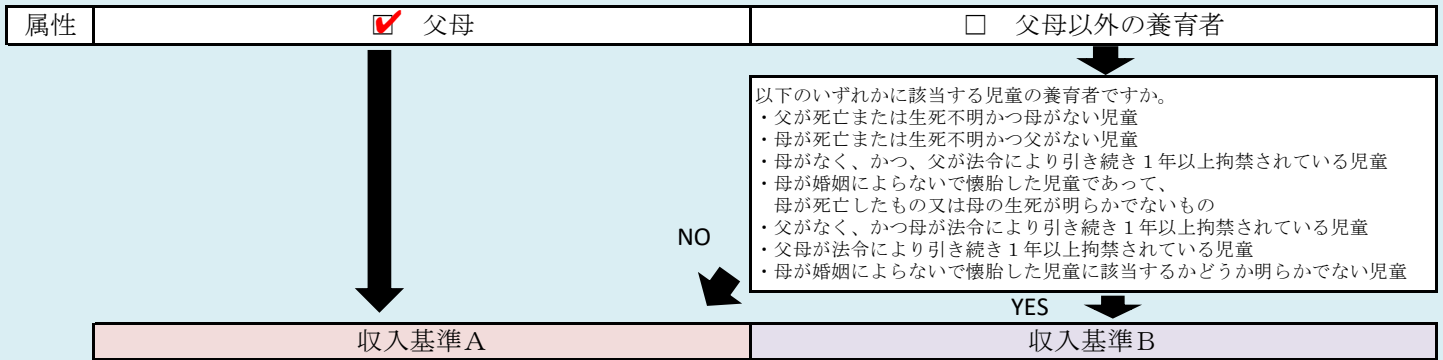 属性
☑ 父母
□ 父母以外の養育者
以下のいずれかに該当する児童の養育者ですか。
・父が死亡または生死不明かつ母がない児童
・母が死亡または生死不明かつ父がない児童
・母がなく、かつ、父が法令により引き続き１年以上拘禁されている児童
・母が婚姻によらないで懐胎した児童であって、
母が死亡したもの又は母の生死が明らかでないもの
・父がなく、かつ母が法令により引き続き１年以上拘禁されている児童
・父母が法令により引き続き１年以上拘禁されている児童
・母が婚姻によらないで懐胎した児童に該当するかどうか明らかでない児童
NO
YES
収入基準Ａ
収入基準Ｂ